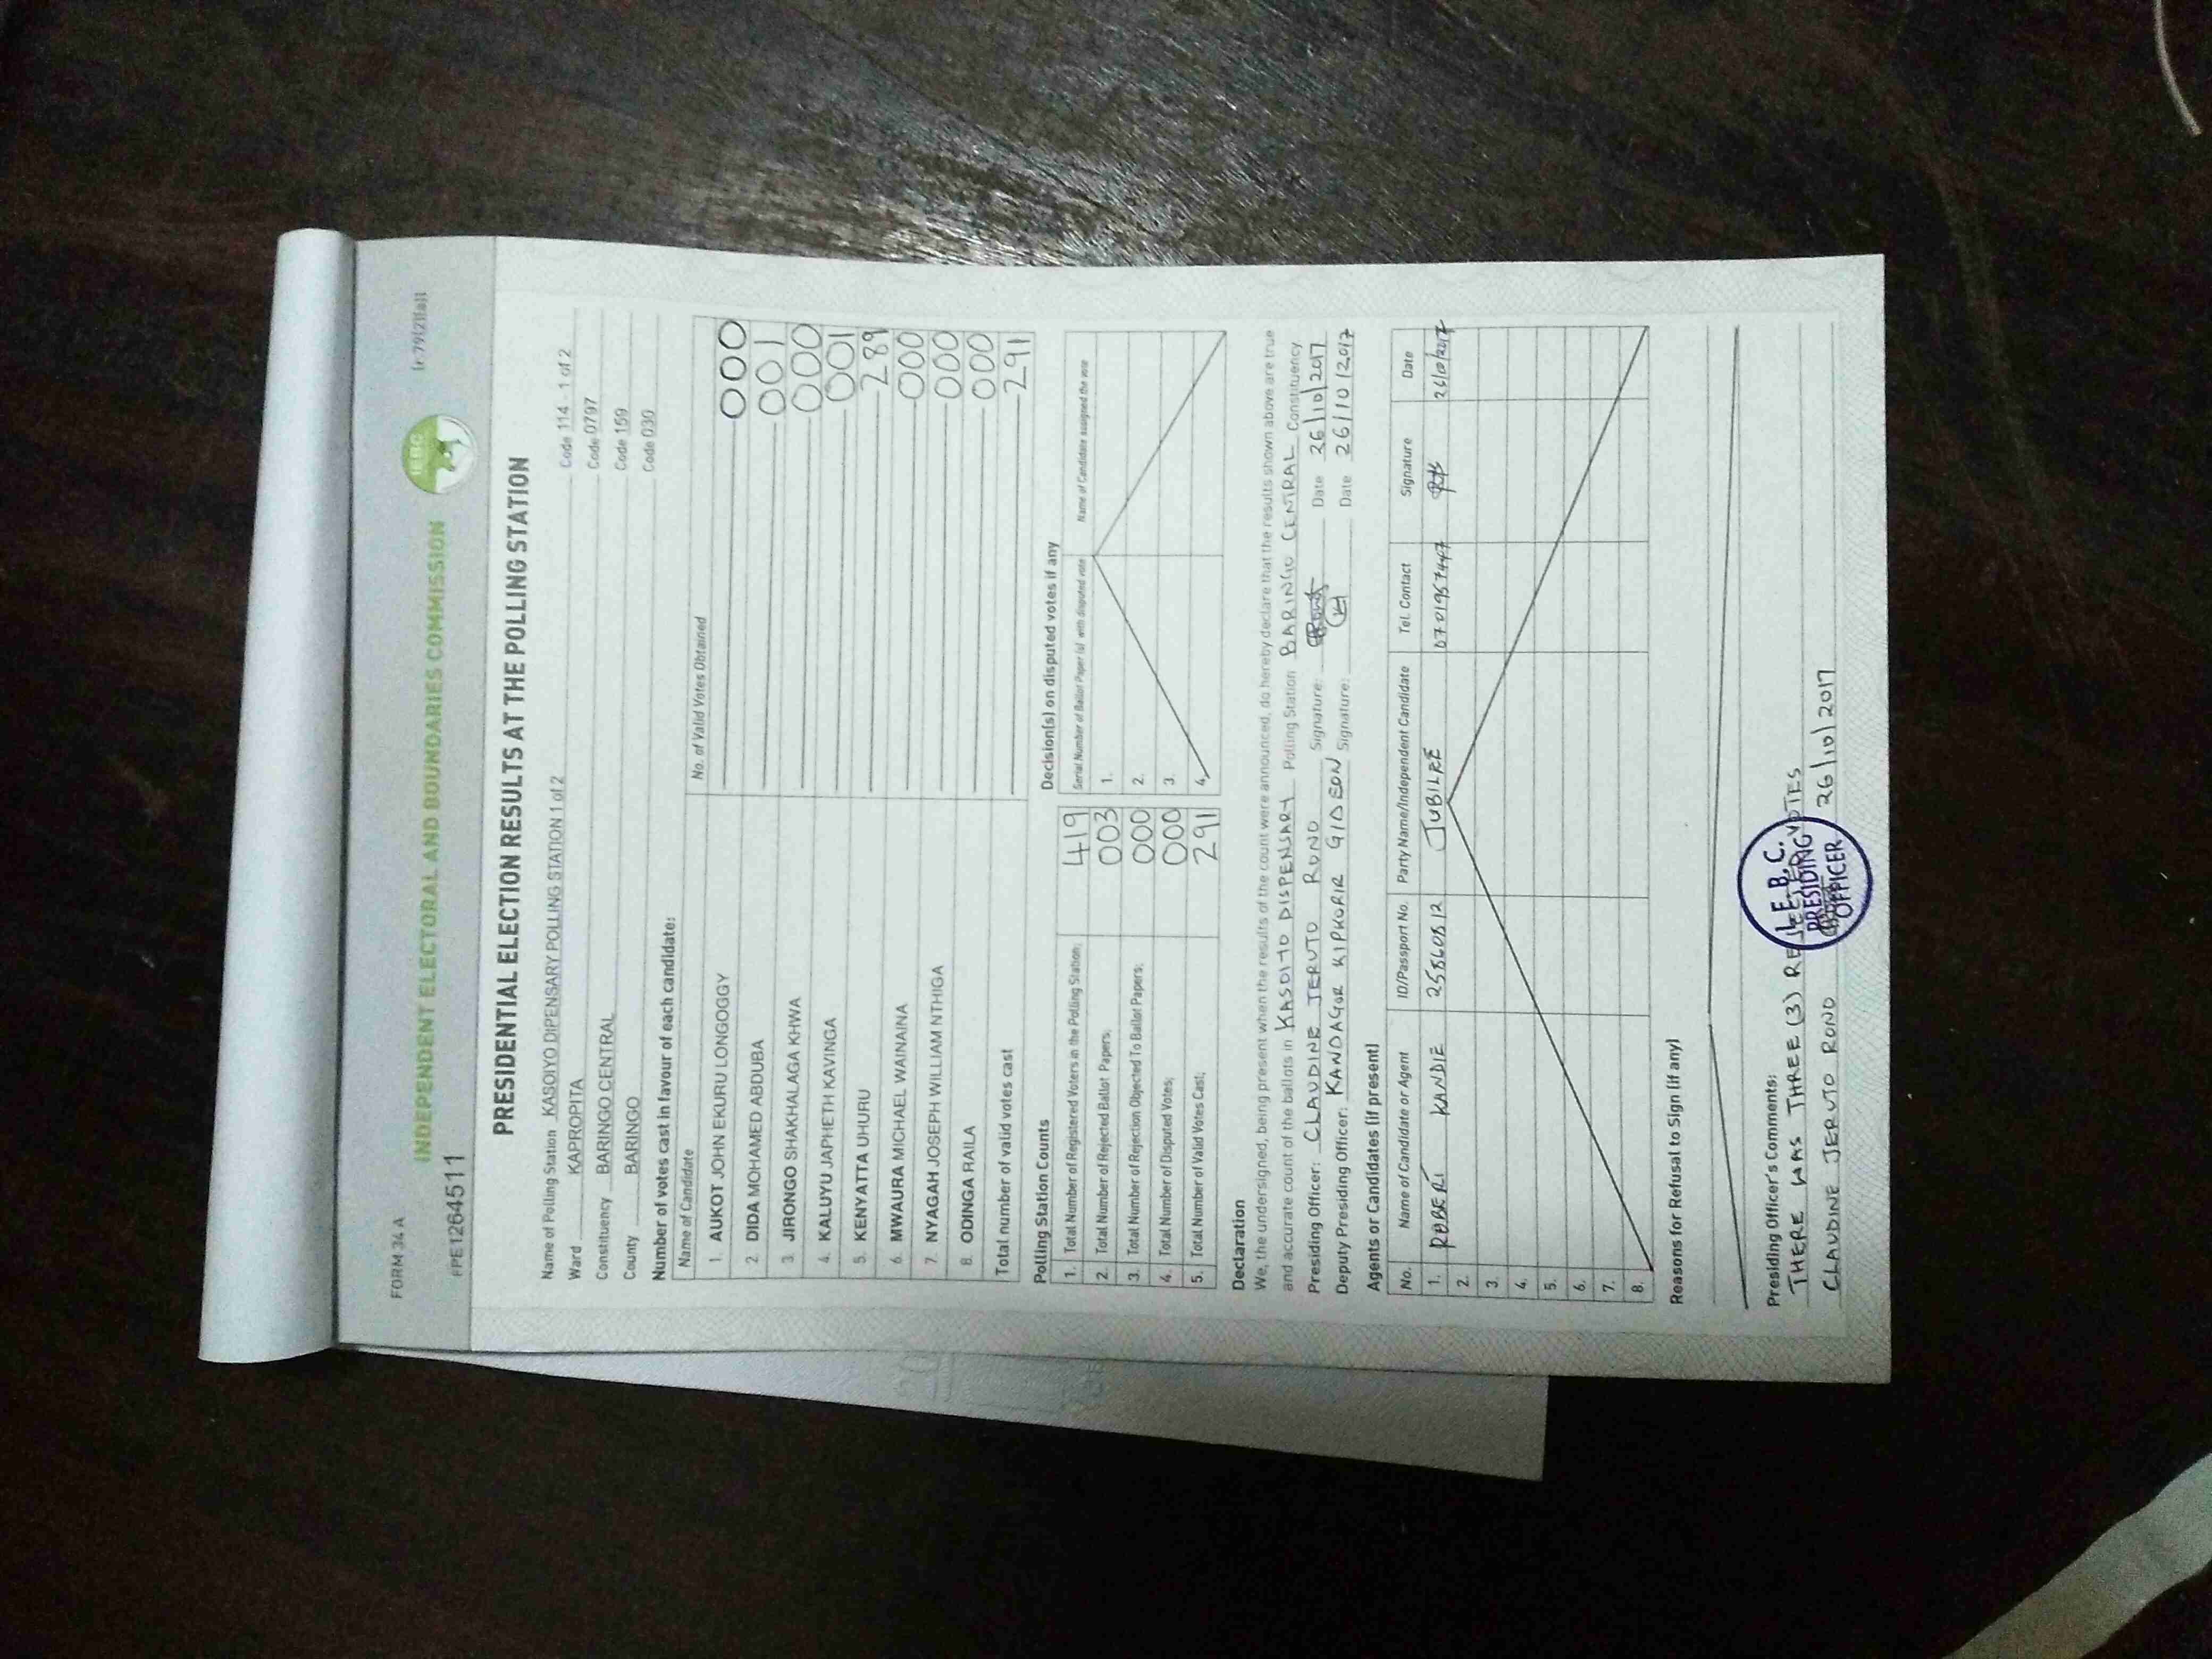 FORM 34 A
INDEPENDENT ELECTORAL AND BOUNDARIES COMMISSION
IEBC
FPE1264511
PRESIDENTIAL ELECTION RESULTS AT THE POLLING STATION
Name of Polling Station KASOIYO DIPENSARY POLLING STATION 1 of 2 Code 114 - 1 of 2
Ward KAPROPITA Code 0797
Constituency BARINGO CENTRAL Code 159
County BARINGO Code 030
Number of votes cast in favour of each candidate:
Name of Candidate No. of Valid Votes Obtained
1. AUKOT JOHN EKURU LONGOGGY 000
2. DIDA MOHAMED ABDUBA 001
3. JIRONGO SHAKHALAGA KHWA 000
4. KALUYU JAPHETH KAVINGA 001
5. KENYATTA UHURU 289
6. MWAURA MICHAEL WAINAINA 000
7. NYAGAH JOSEPH WILLIAM NTHIGA 000
8. ODINGA RAILA 000
Total number of valid votes cast 291
Polling Station Counts
1. Total Number of Registered Voters in the Polling Station; 419
2. Total Number of Rejected Ballot Papers; 003
3. Total Number of Rejection Objected To Ballot Papers; 000
4. Total Number of Disputed Votes; 000
5. Total Number of Valid Votes Cast; 291
Decision(s) on disputed votes if any
Serial Number of Ballot Paper (s) with disputed vote Name of Candidate assigned the vote
1.
2.
3.
4.
Declaration
We, the undersigned, being present when the results of the count were announced, do hereby declare that the results shown above are true
and accurate count of the ballots in KASOIYO DISPENSARY Polling Station BARINGO CENTRAL Constituency
Presiding Officer: CLAUDINE JERUTO RONO Signature: Date 26/10/2017
Deputy Presiding Officer: KANDAGOR KIPKORIR GIDEON Signature: Date 26/10/2017
Agents or Candidates (if present)
No. Name of Candidate or Agent ID/Passport No. Party Name/Independent Candidate Tel. Contact Signature Date
1. ROBERT KANDIE JUBILEE 26/10/2017
2.
3.
4.
5.
6.
7.
8.
Reasons for Refusal to Sign (if any)
Presiding Officer's Comments:
THERE WAS THREE (3) REJECTED VOTES
CLAUDINE JERUTO RONO 26/10/2017
I.E.B.C.
PRESIDING
OFFICER